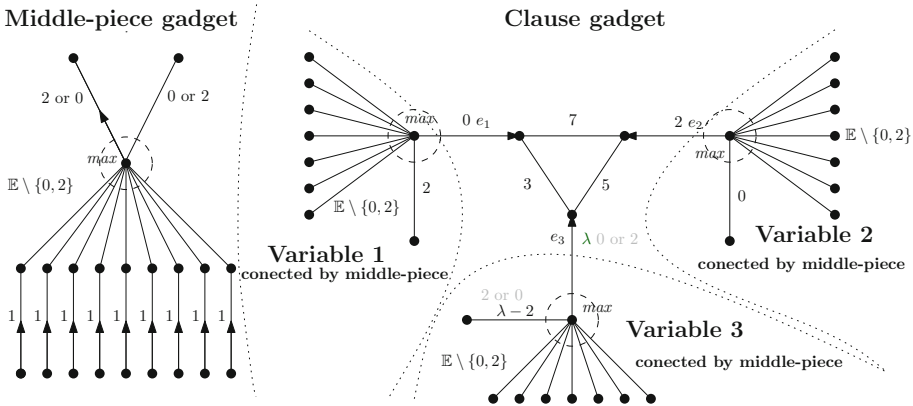 Middle-piece gadget
Clause gadget
2 or 0
0 or 2
max
𝔼 \ {0, 2}
1 1 1 1 1 1 1 1 1
max
0 e1
7
2 e2
max
𝔼 \ {0, 2}
2
3
5
0
𝔼 \ {0, 2}
Variable 1
conected by middle-piece
e3
λ 0 or 2
Variable 2
conected by middle-piece
2 or 0
λ − 2
max
𝔼 \ {0, 2}
Variable 3
conected by middle-piece